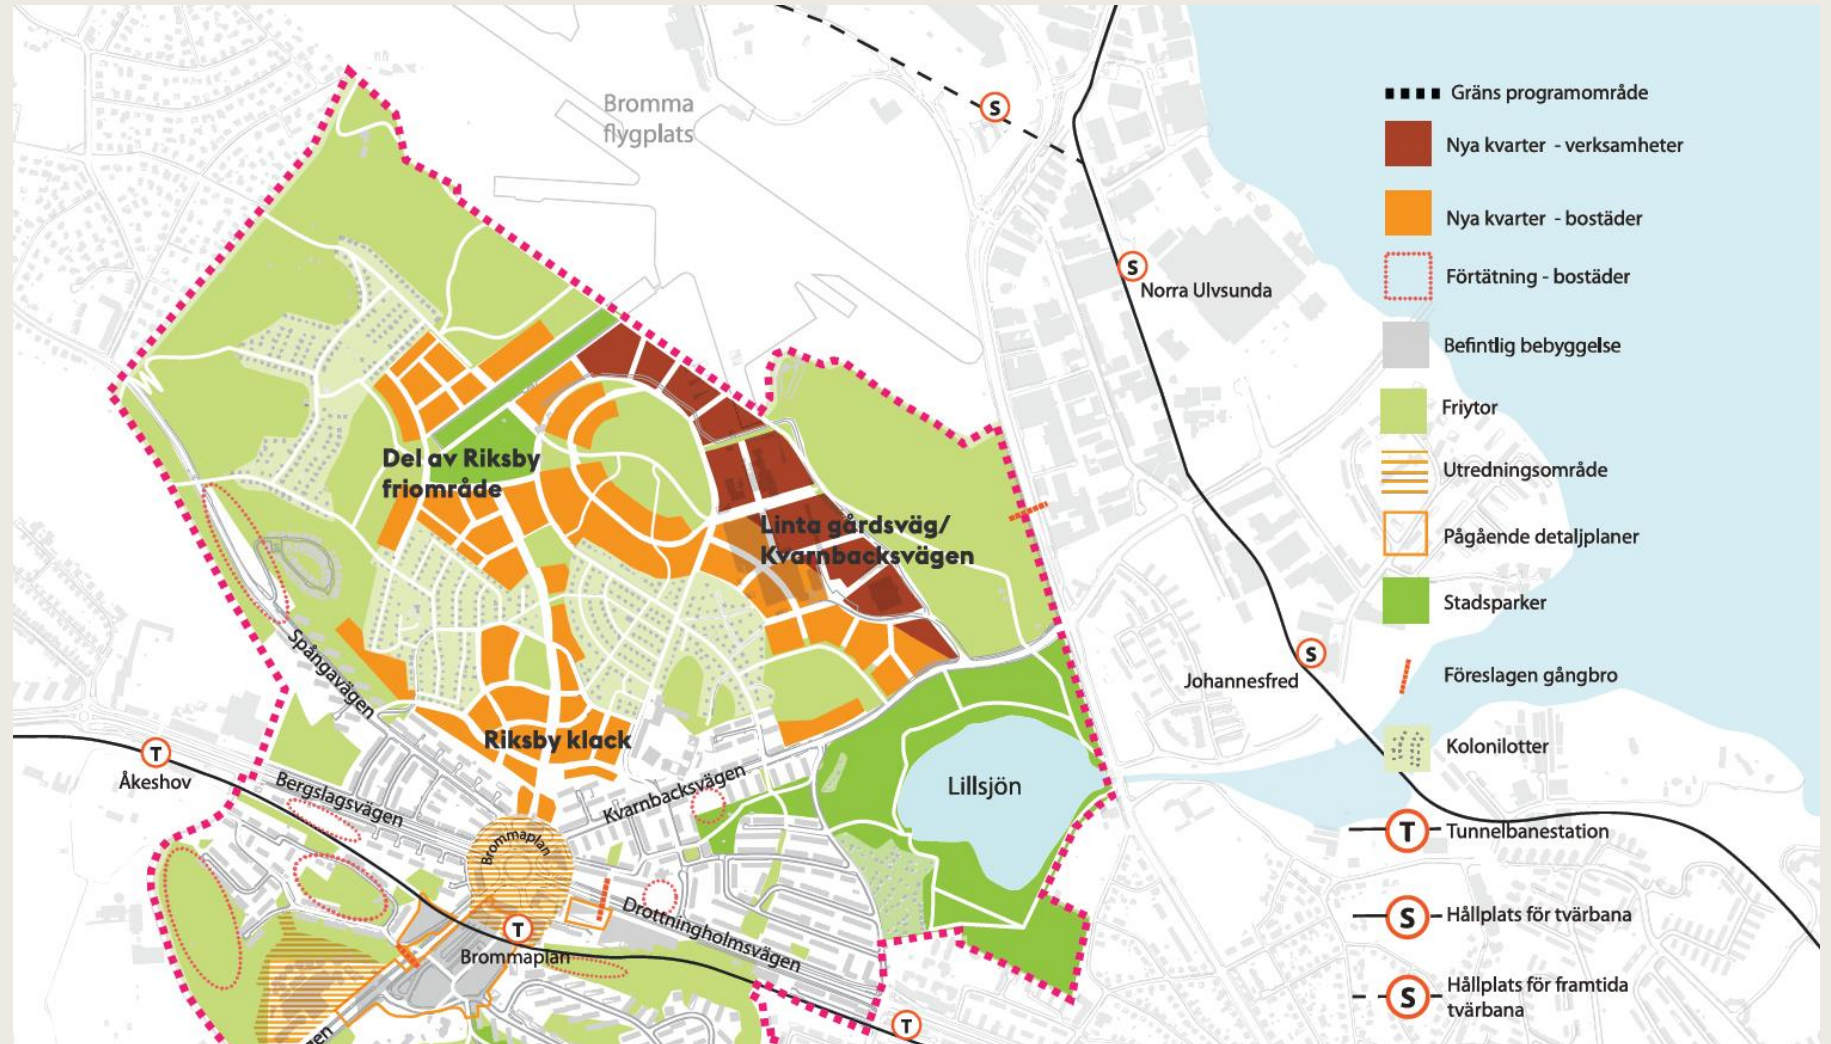 Bromma
flygplats
S
Gräns programområde
Nya kvarter - verksamheter
Nya kvarter - bostäder
S
Norra Ulvsunda
Förtätning - bostäder
Befintlig bebyggelse
Friytor
Del av Riksby
friområde
Utredningsområde
Linta gårdsväg/
Kvarnbacksvägen
Pågående detaljplaner
Stadsparker
Spångavägen
S
Johannesfred
Föreslagen gångbro
Riksby klack
Kolonilotter
T
Åkeshov
Bergslagsvägen
Kvarnbacksvägen
Lillsjön
Brommaplan
T Tunnelbanestation
Drottningholmsvägen
S Hållplats för tvärbana
T
Brommaplan
S Hållplats för framtida
tvärbana
T
gen